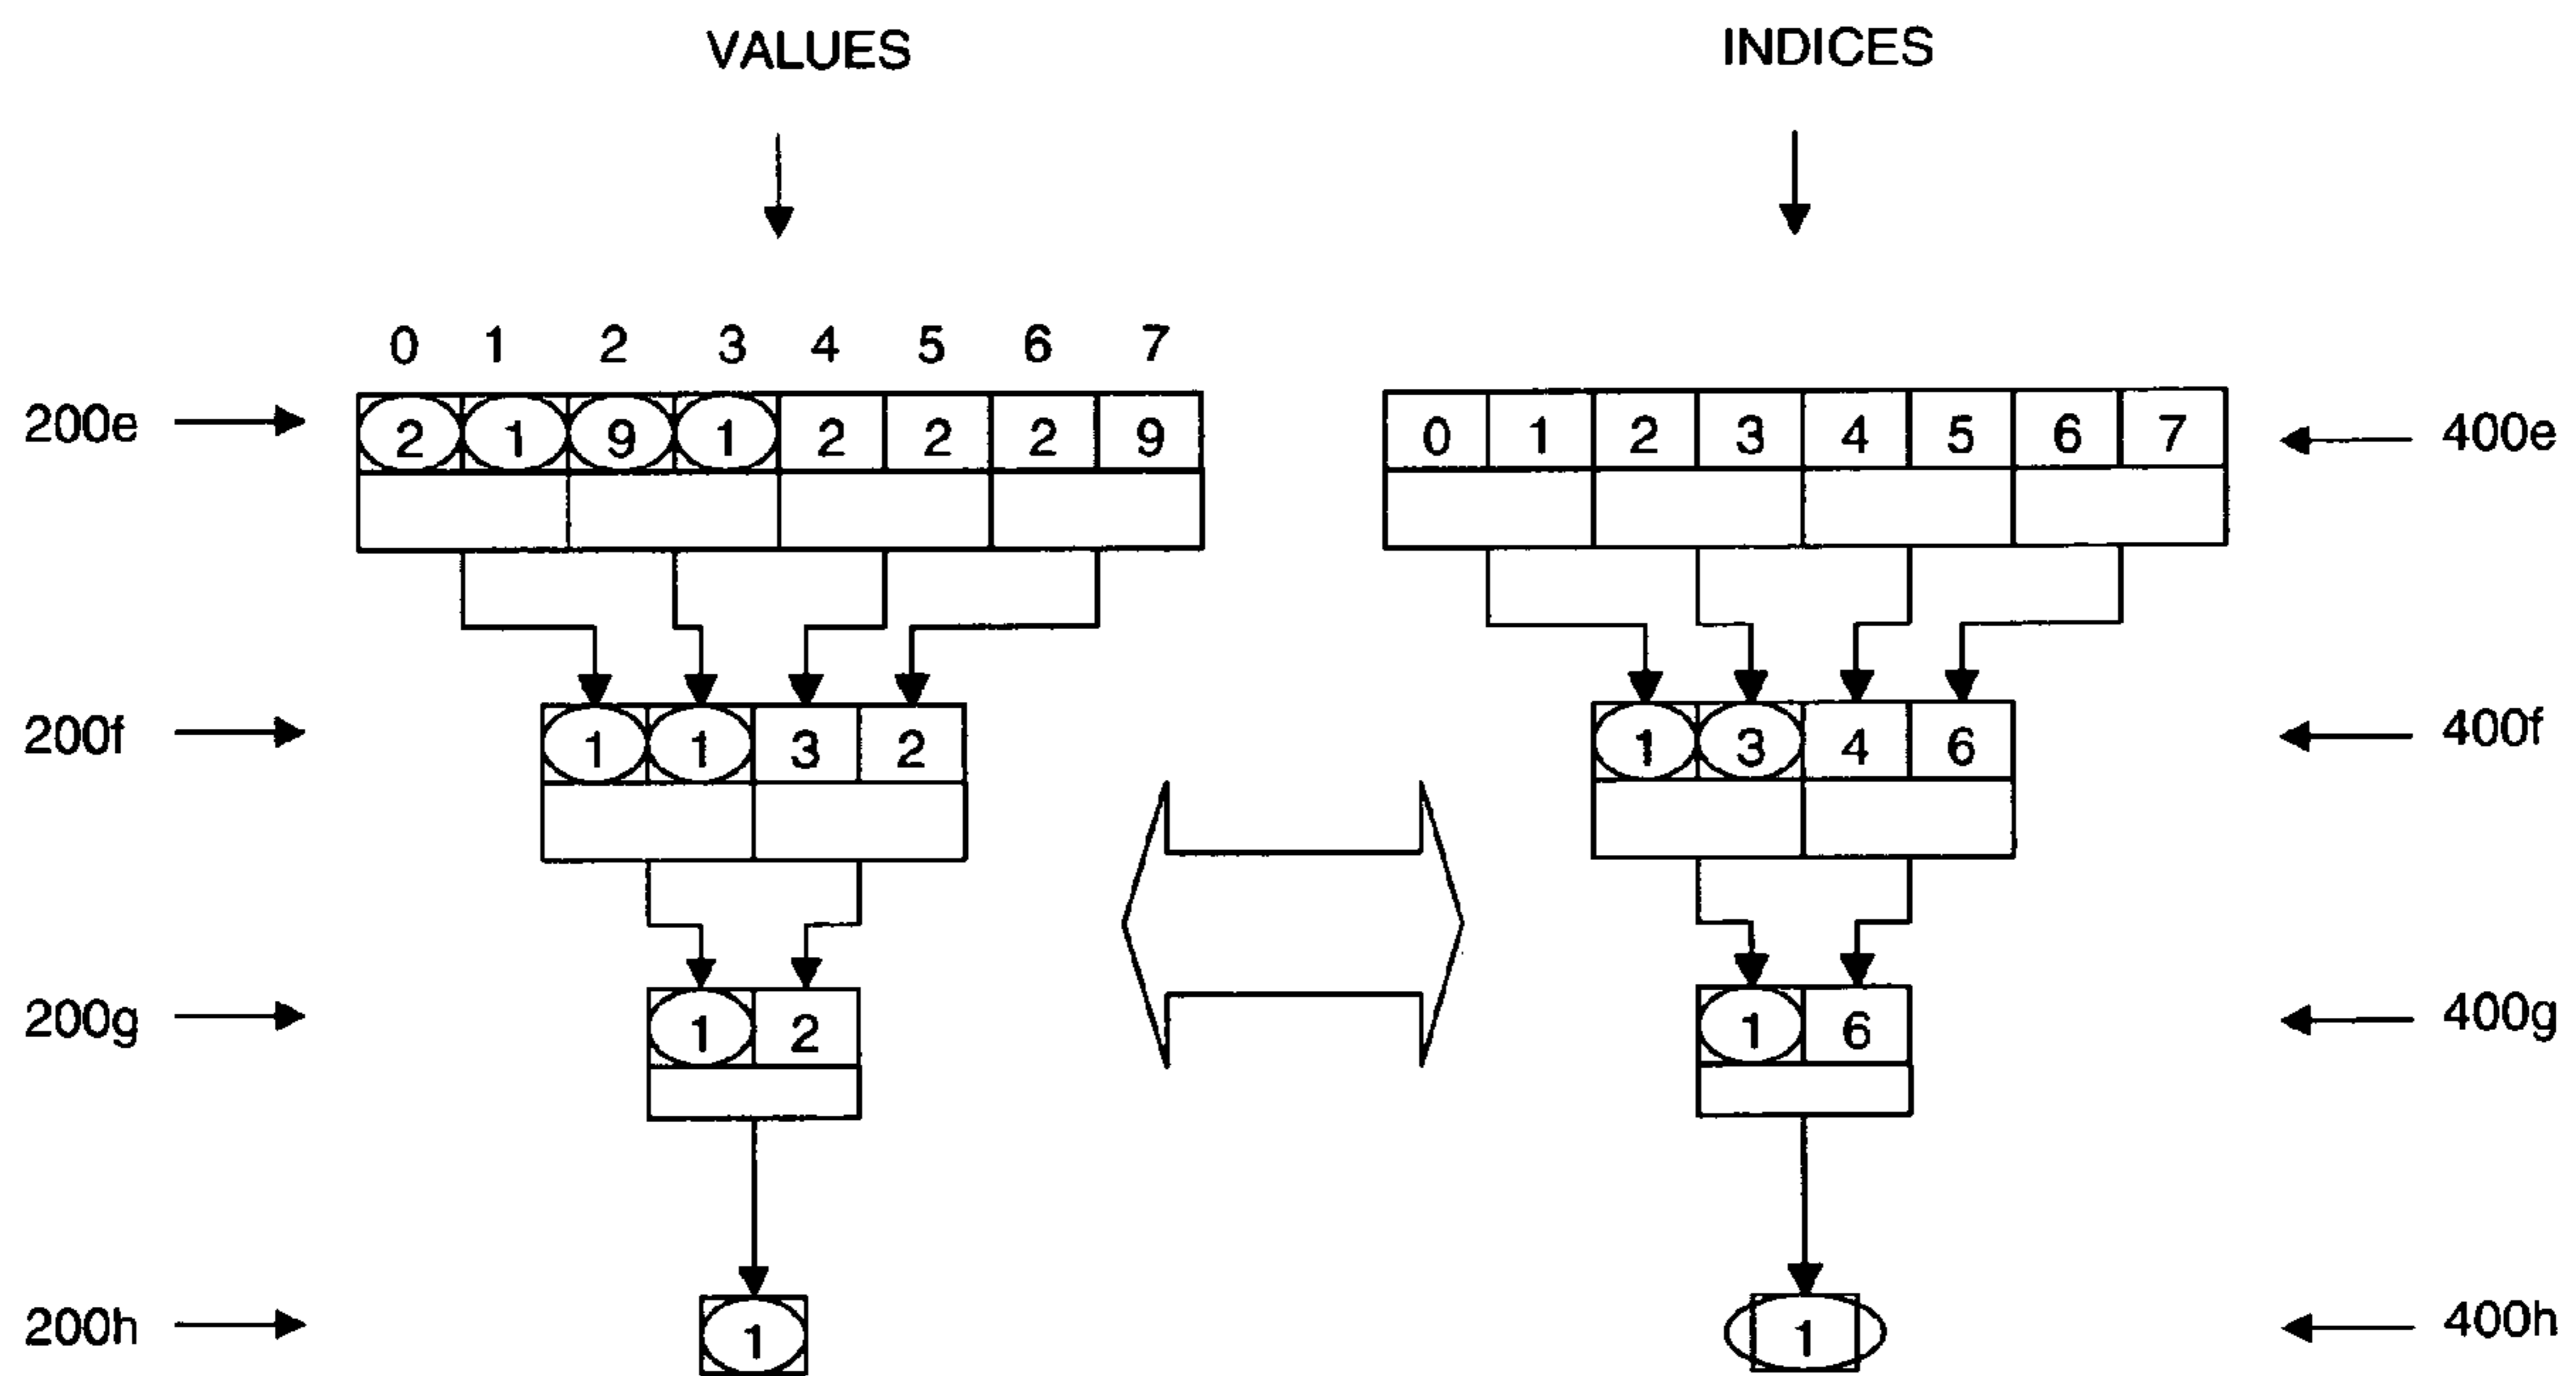 VALUES INDICES
0 1 2 3 4 5 6 7
200e 2 1 9 1 2 2 2 9 0 1 2 3 4 5 6 7 400e
200f 1 1 3 2 1 3 4 6 400f
200g 1 2 1 6 400g
200h 1 1 400h